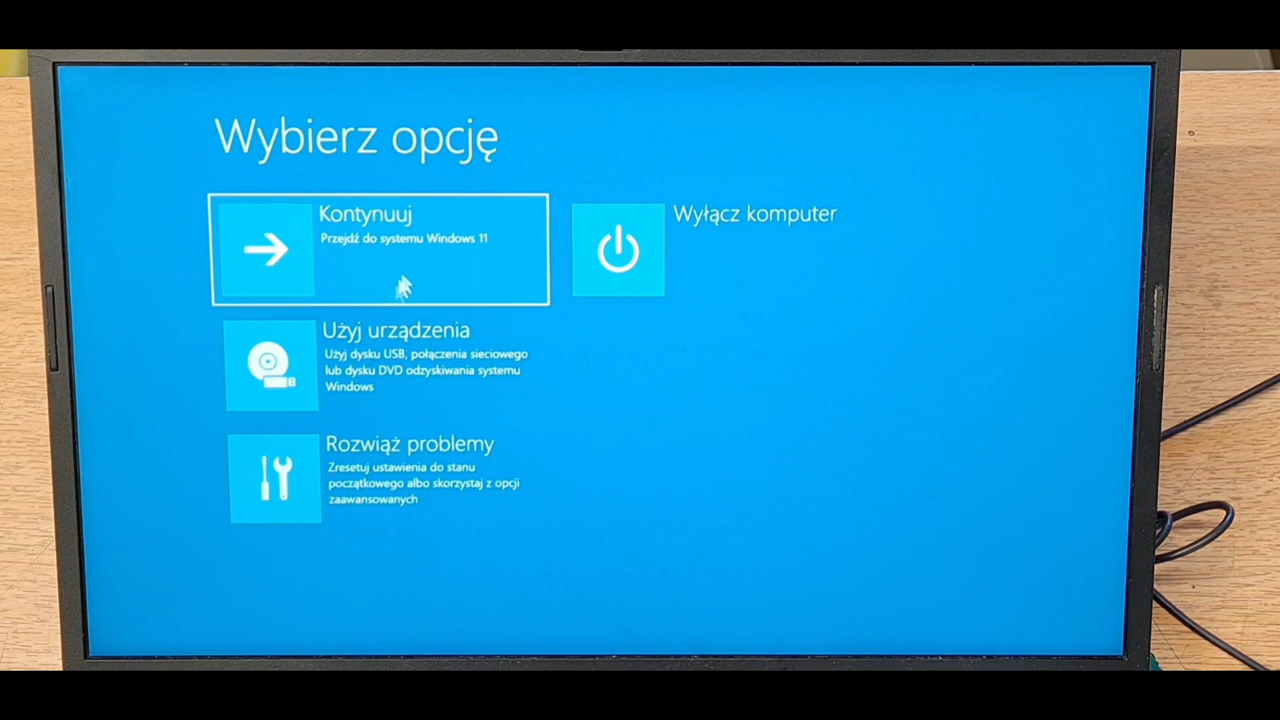 Wybierz opcję
Kontynuuj
Przejdź do systemu Windows 11
Wyłącz komputer
Użyj urządzenia
Użyj dysku USB, połączenia sieciowego
lub dysku DVD odzyskiwania systemu
Windows
Rozwiąż problemy
Zresetuj ustawienia do stanu
początkowego albo skorzystaj z opcji
zaawansowanych